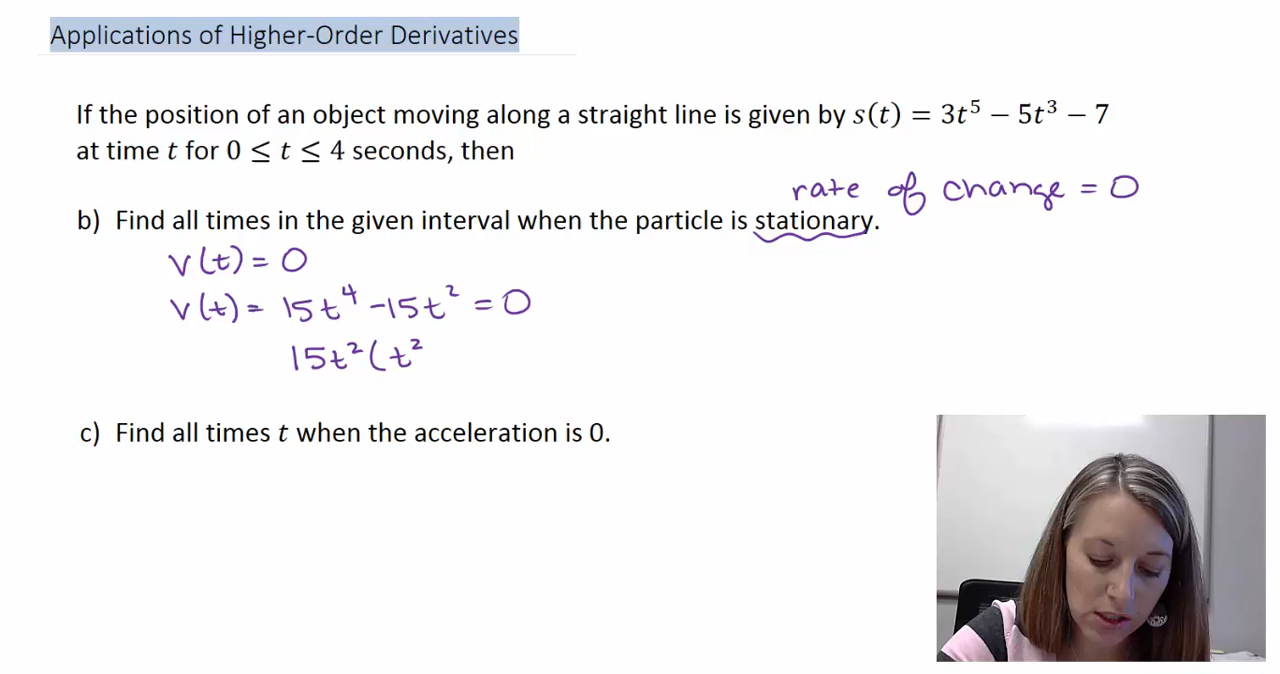 Applications of Higher-Order Derivatives
If the position of an object moving along a straight line is given by s(t) = 3t⁵ − 5t³ − 7
at time t for 0 ≤ t ≤ 4 seconds, then
rate of change = 0
b) Find all times in the given interval when the particle is stationary.
v(t) = 0
v(t) = 15t⁴ - 15t² = 0
15t² (t²
c) Find all times t when the acceleration is 0.